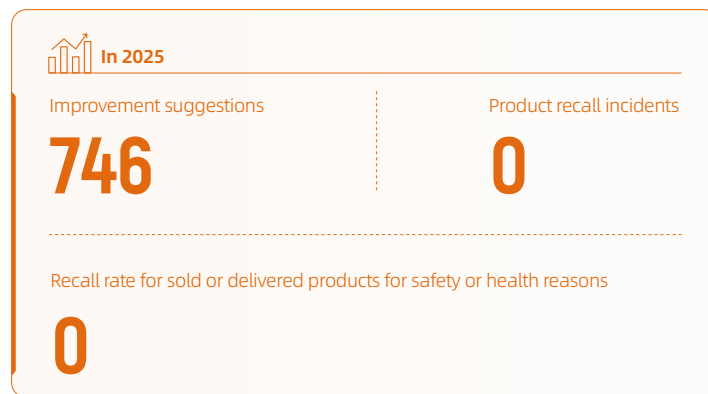 In 2025
Improvement suggestions
746
Product recall incidents
0
Recall rate for sold or delivered products for safety or health reasons
0